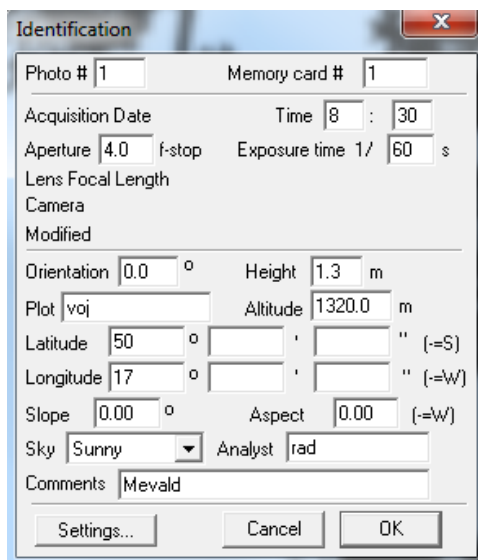 Identification
Photo # 1 Memory card # 1
Acquisition Date Time 8 : 30
Aperture 4.0 f-stop Exposure time 1/ 60 s
Lens Focal Length
Camera
Modified
Orientation 0.0 º Height 1.3 m
Plot voj Altitude 1320.0 m
Latitude 50 º ' " (-=S)
Longitude 17 º ' " (-=W)
Slope 0.00 º Aspect 0.00 (-=W)
Sky Sunny Analyst rad
Comments Mevald
Settings... Cancel OK